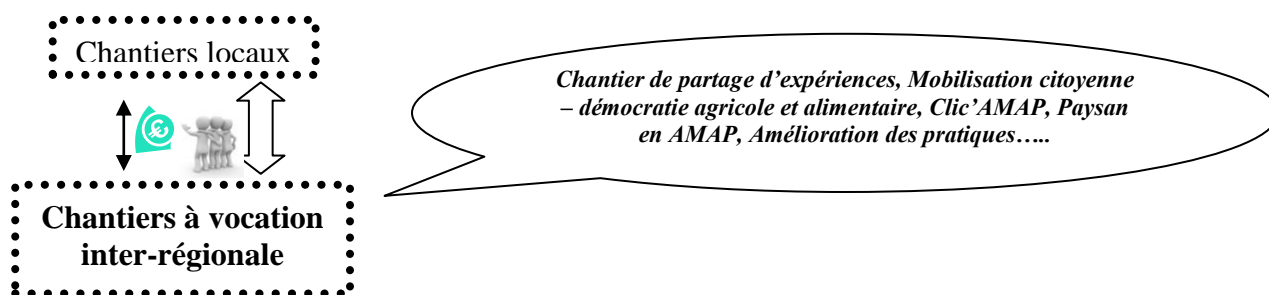 Chantiers locaux
Chantier de partage d'expériences, Mobilisation citoyenne
– démocratie agricole et alimentaire, Clic'AMAP, Paysan
en AMAP, Amélioration des pratiques…..
Chantiers à vocation
inter-régionale